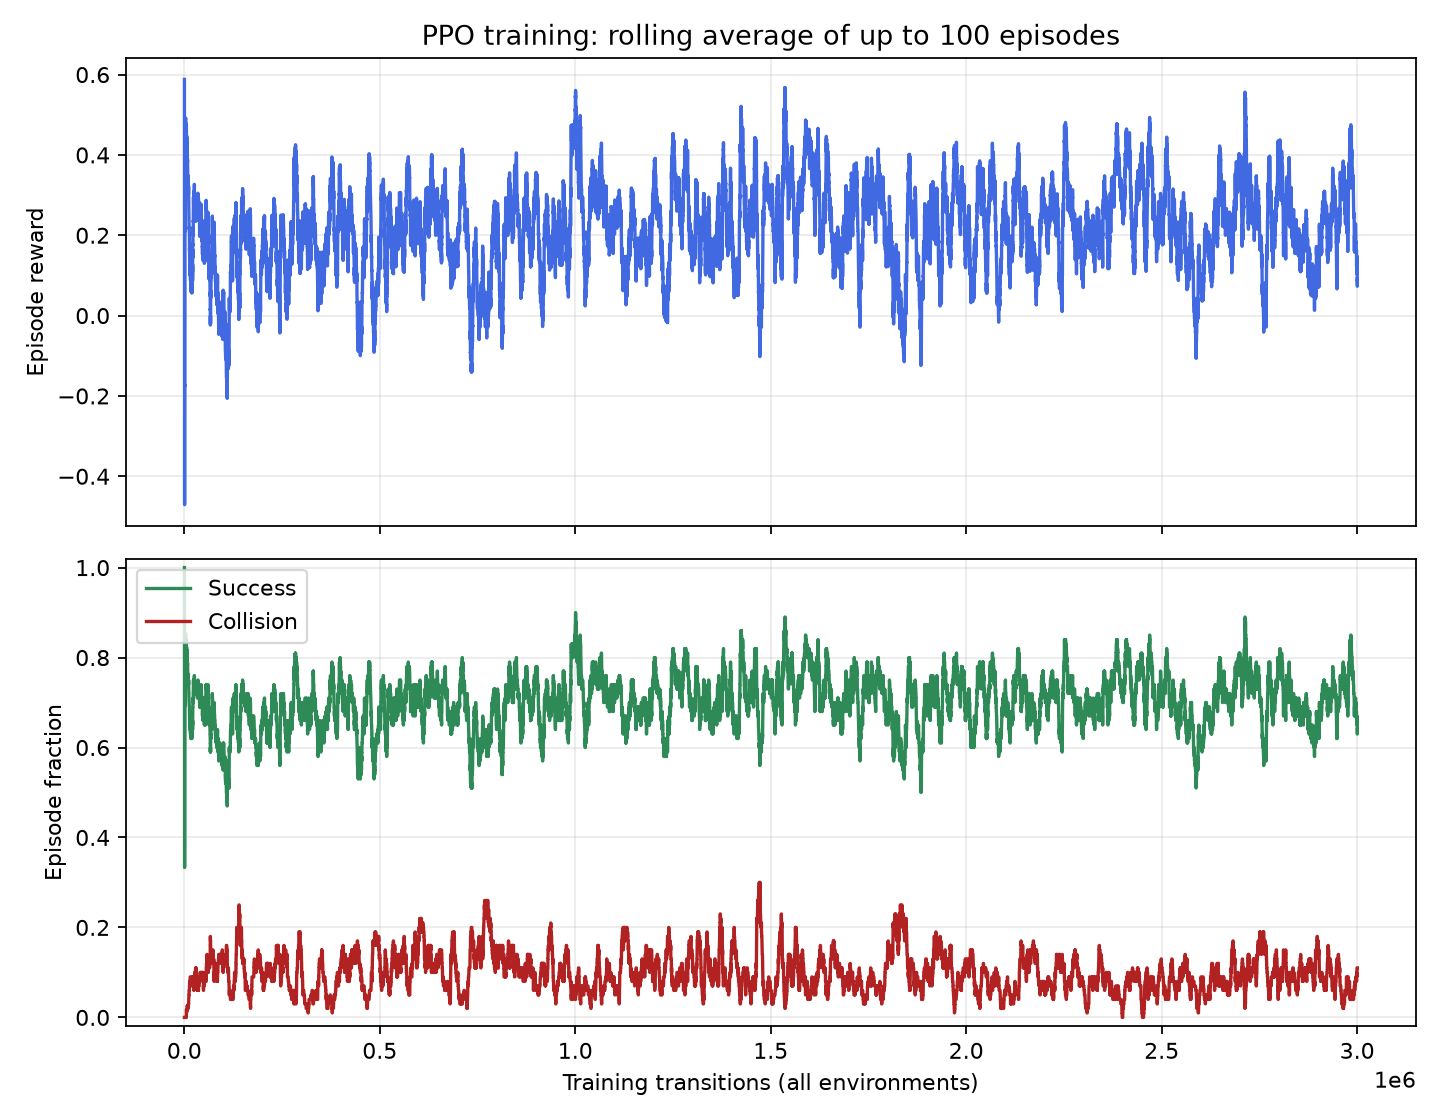 PPO training: rolling average of up to 100 episodes
Episode reward
0.6
0.4
0.2
0.0
−0.2
−0.4
Episode fraction
1.0
0.8
0.6
0.4
0.2
0.0
Success
Collision
0.0 0.5 1.0 1.5 2.0 2.5 3.0
1e6
Training transitions (all environments)